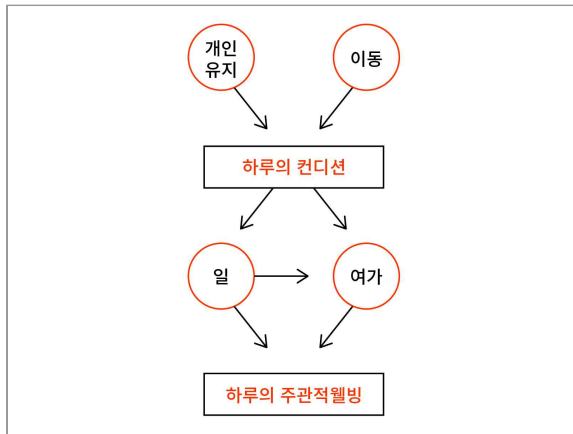 개인
유지
이동
하루의 컨디션
일
여가
하루의 주관적웰빙